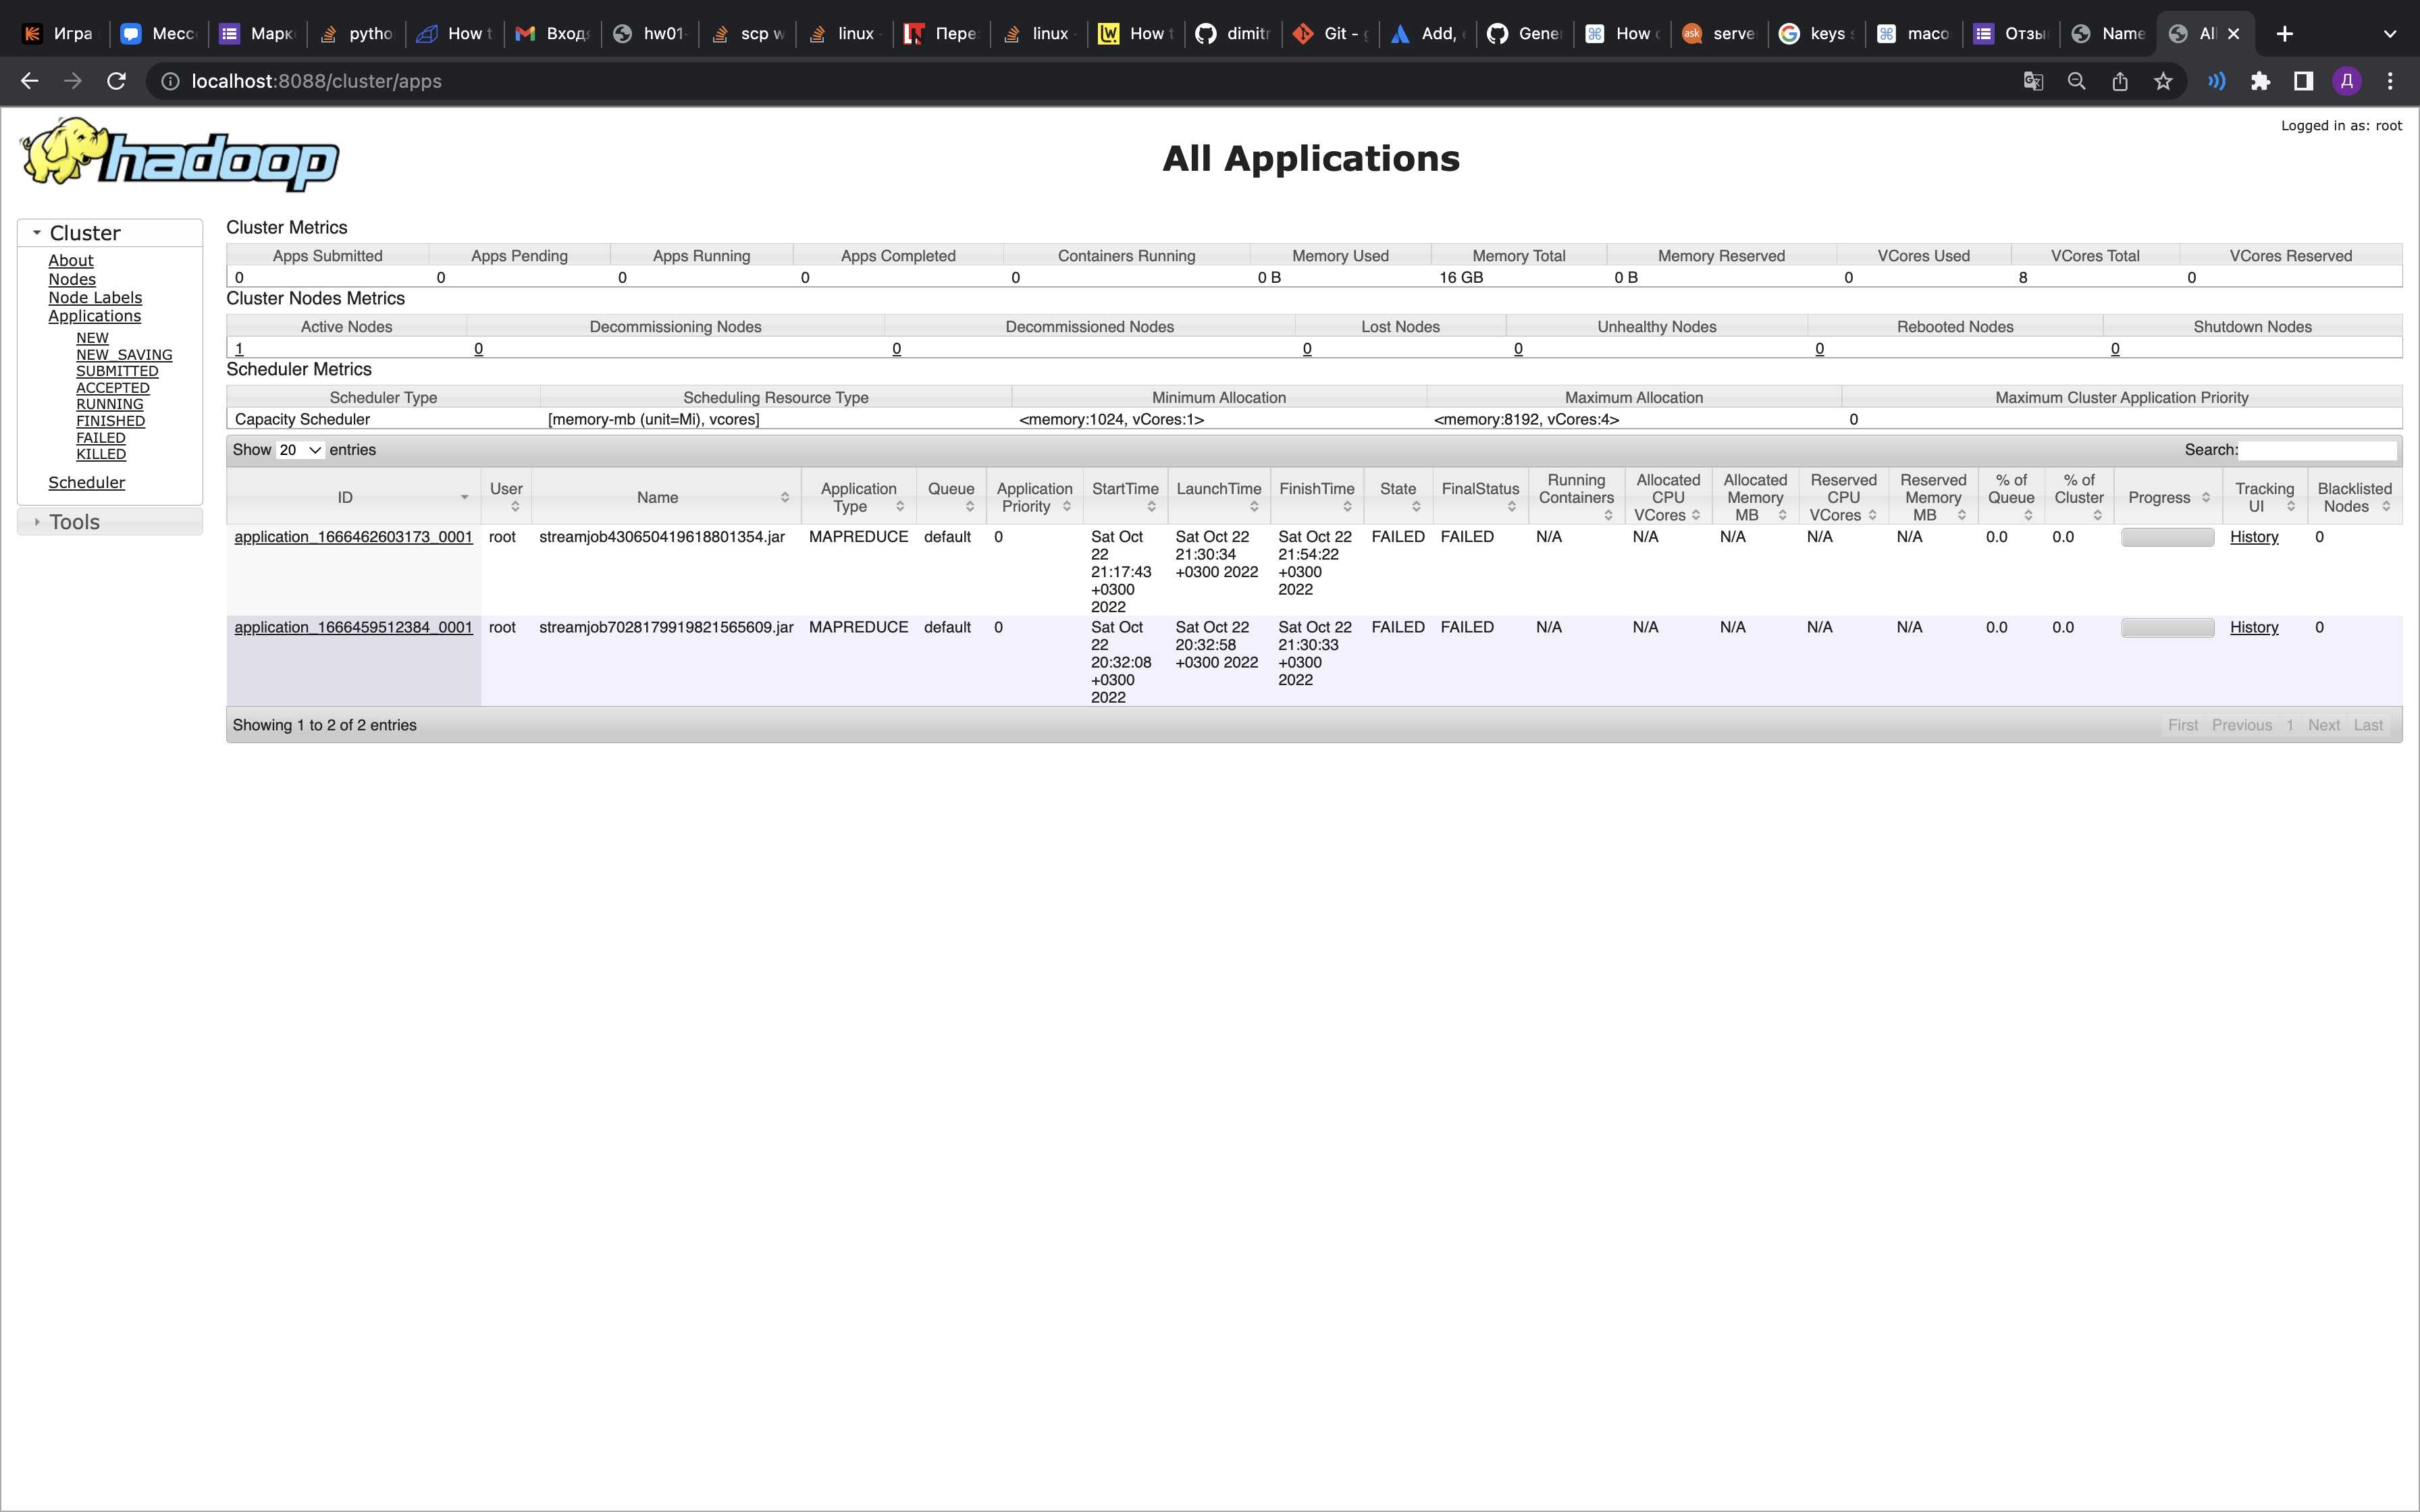 Игра
Месс
Марк
pytho
How t
Вход
hw01-
scp w
linux
Пере
linux
How t
dimitr
Git - g
Add,
Gener
How c
serve
keys s
maco
Отзы
Name
All
localhost:8088/cluster/apps
Д
hadoop
All Applications
Logged in as: root
Cluster
About
Nodes
Node Labels
Applications
NEW
NEW_SAVING
SUBMITTED
ACCEPTED
RUNNING
FINISHED
FAILED
KILLED
Scheduler
Tools
Cluster Metrics
Apps Submitted Apps Pending Apps Running Apps Completed Containers Running Memory Used Memory Total Memory Reserved VCores Used VCores Total VCores Reserved
0 0 0 0 0 0 B 16 GB 0 B 0 8 0
Cluster Nodes Metrics
Active Nodes Decommissioning Nodes Decommissioned Nodes Lost Nodes Unhealthy Nodes Rebooted Nodes Shutdown Nodes
1 0 0 0 0 0 0
Scheduler Metrics
Scheduler Type Scheduling Resource Type Minimum Allocation Maximum Allocation Maximum Cluster Application Priority
Capacity Scheduler [memory-mb (unit=Mi), vcores] <memory:1024, vCores:1> <memory:8192, vCores:4> 0
Show 20 entries Search:
ID User Name Application Type Queue Application Priority StartTime LaunchTime FinishTime State FinalStatus Running Containers Allocated CPU VCores Allocated Memory MB Reserved CPU VCores Reserved Memory MB % of Queue % of Cluster Progress Tracking UI Blacklisted Nodes
application_1666462603173_0001 root streamjob430650419618801354.jar MAPREDUCE default 0 Sat Oct 22 21:17:43 +0300 2022 Sat Oct 22 21:30:34 +0300 2022 Sat Oct 22 21:54:22 +0300 2022 FAILED FAILED N/A N/A N/A N/A N/A 0.0 0.0 History 0
application_1666459512384_0001 root streamjob7028179919821565609.jar MAPREDUCE default 0 Sat Oct 22 20:32:08 +0300 2022 Sat Oct 22 20:32:58 +0300 2022 Sat Oct 22 21:30:33 +0300 2022 FAILED FAILED N/A N/A N/A N/A N/A 0.0 0.0 History 0
Showing 1 to 2 of 2 entries First Previous 1 Next Last